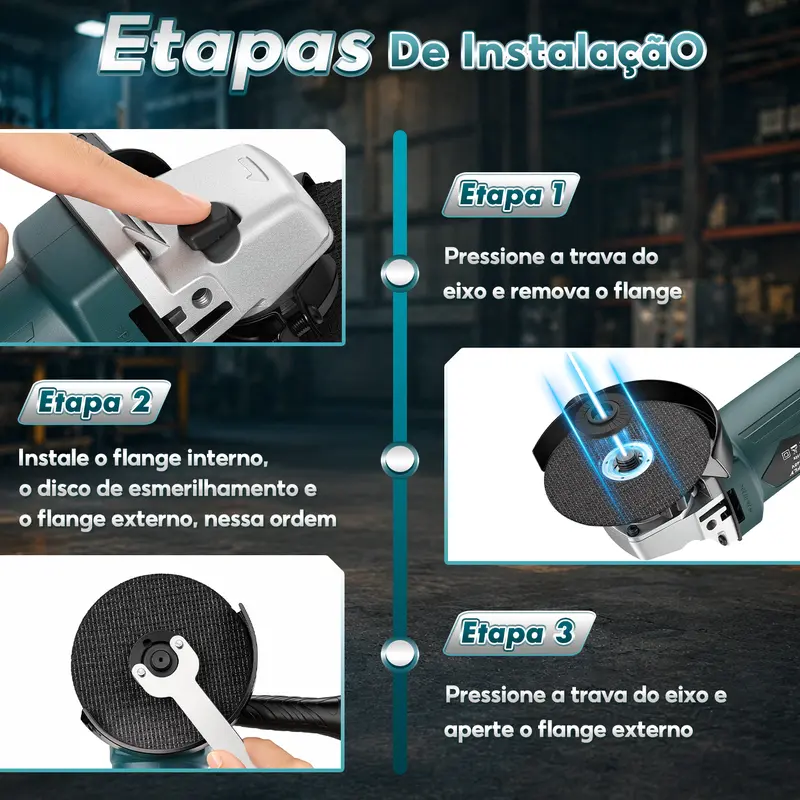 Etapas De InstalaçãO
Etapa 1
Pressione a trava do
eixo e remova o flange
Etapa 2
Instale o flange interno,
o disco de esmerilhamento e
o flange externo, nessa ordem
Etapa 3
Pressione a trava do eixo e
aperte o flange externo